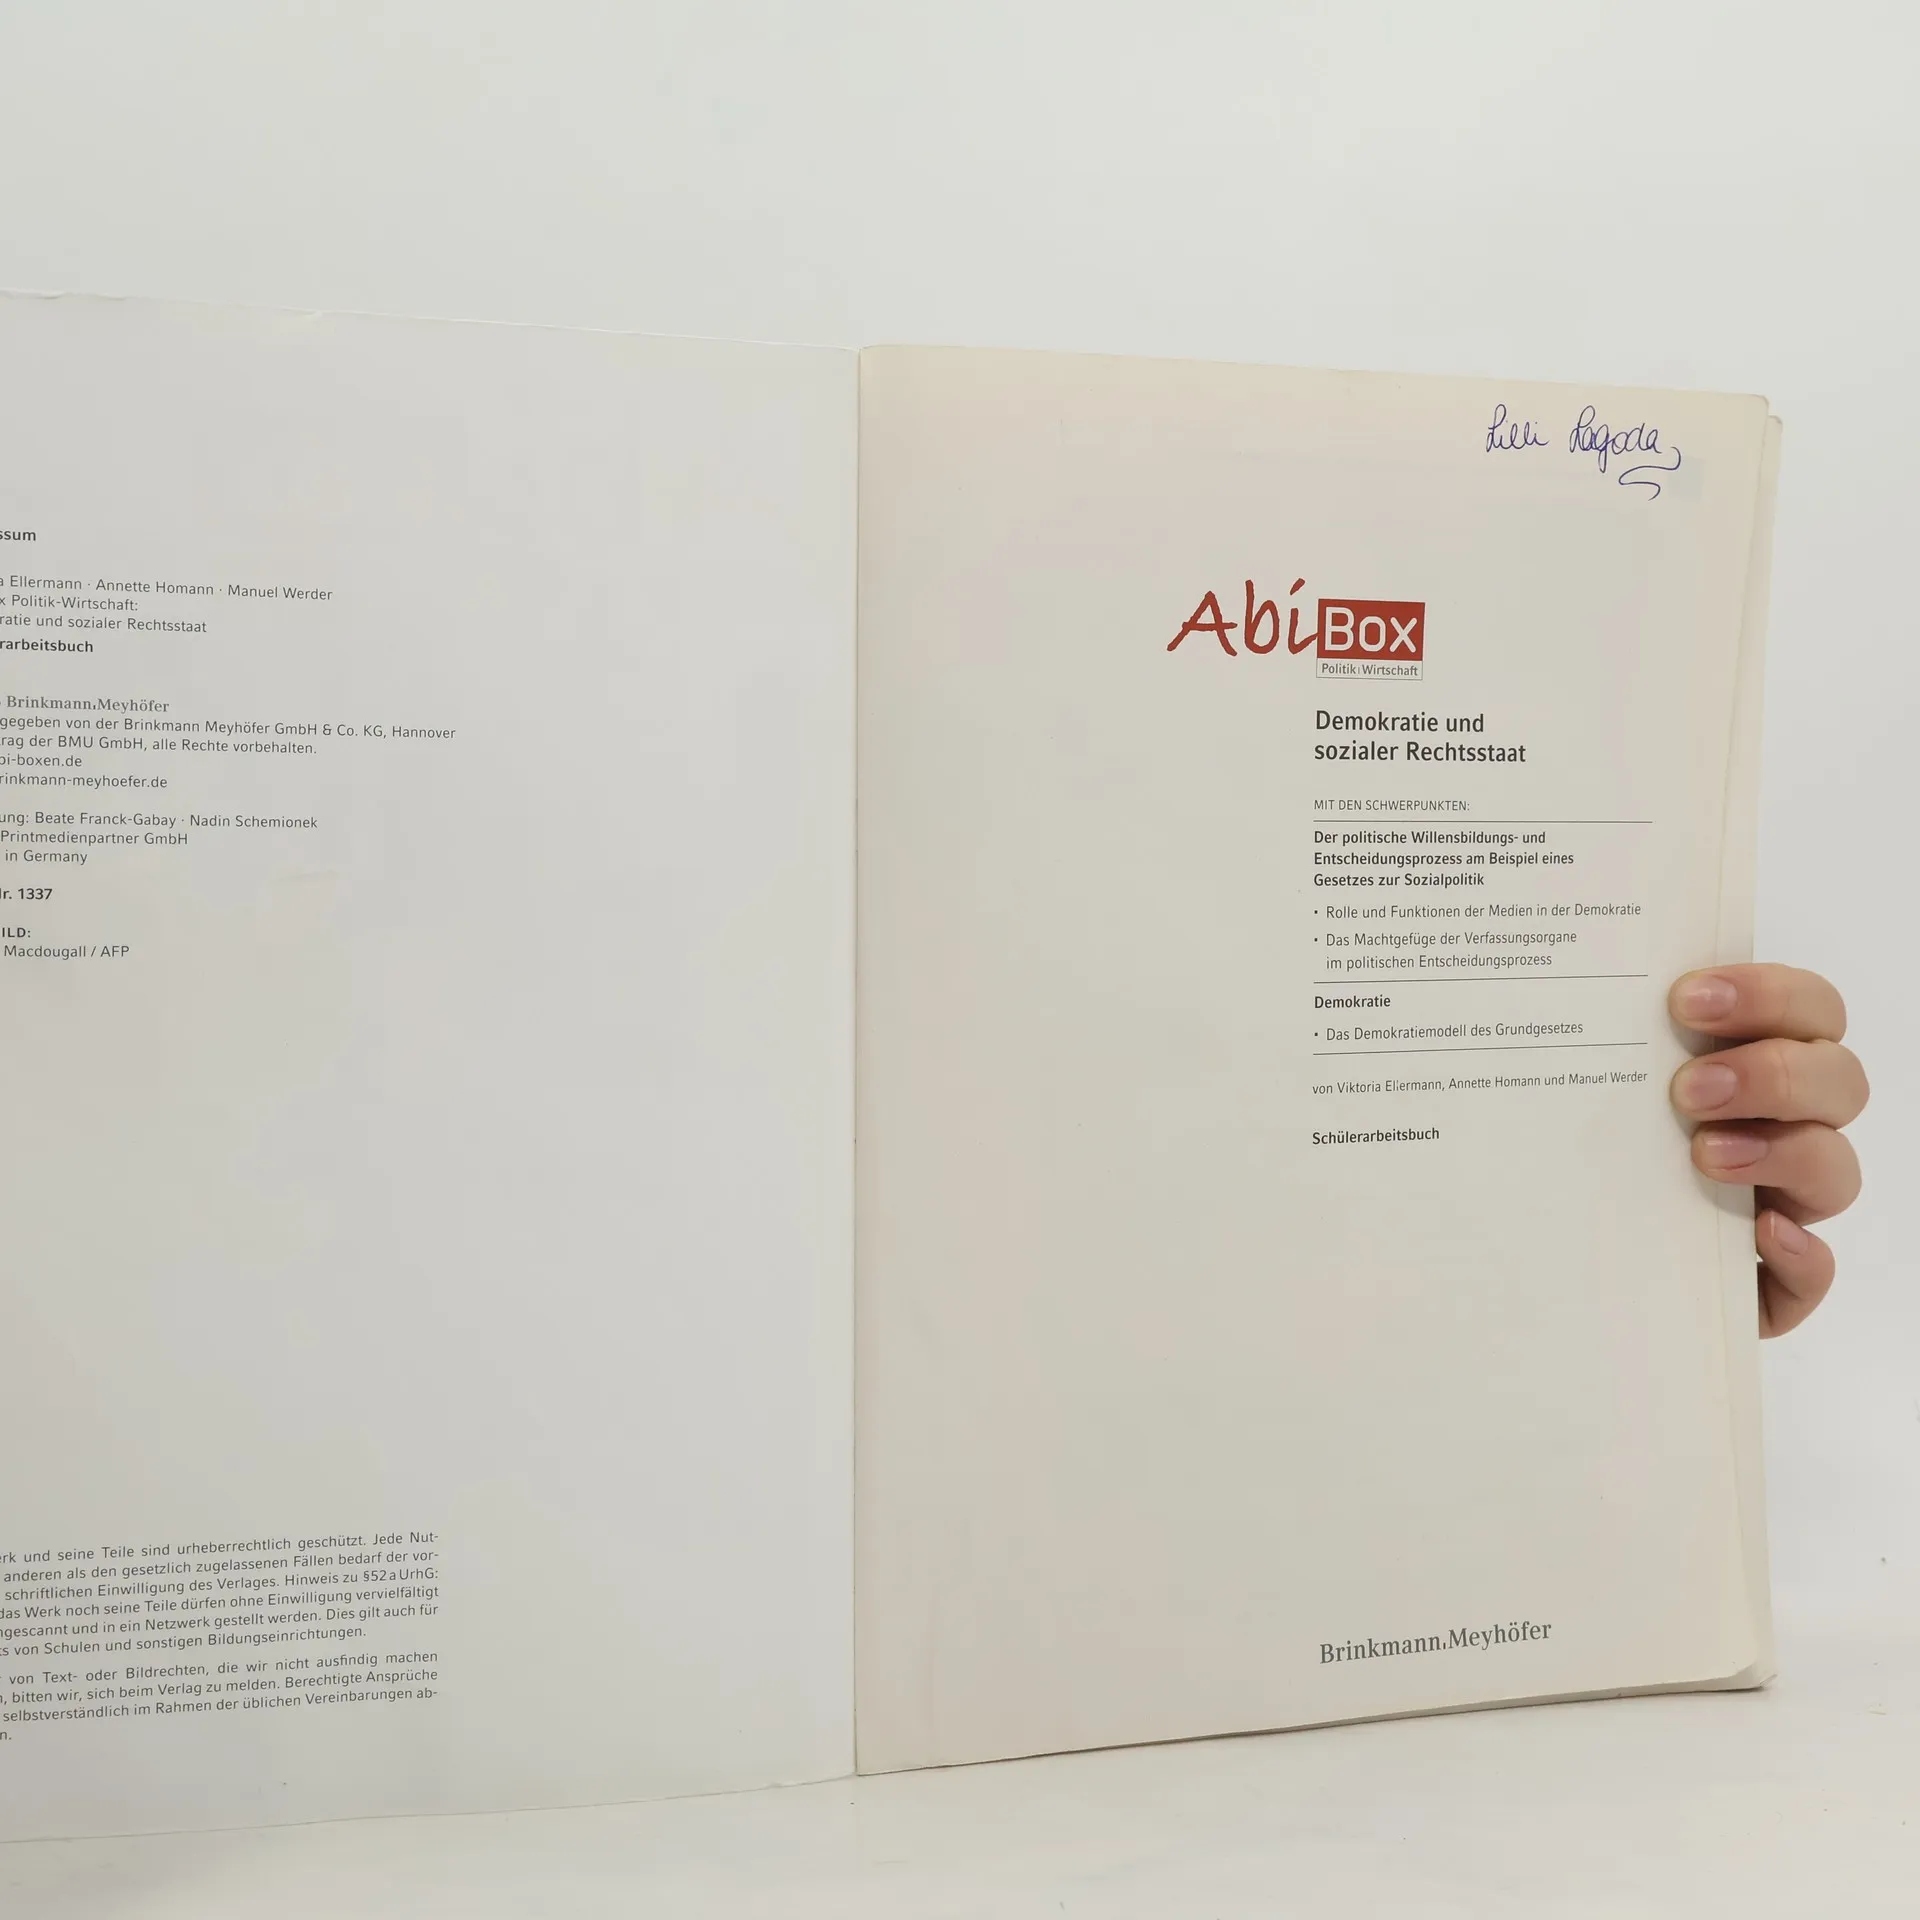 ssum
a Ellermann · Annette Homann · Manuel Werder
x Politik-Wirtschaft:
ratie und sozialer Rechtsstaat
rarbeitsbuch
Brinkmann.Meyhöfer
gegeben von der Brinkmann Meyhöfer GmbH & Co. KG, Hannover
rag der BMU GmbH, alle Rechte vorbehalten.
bi-boxen.de
rinkmann-meyhoefer.de
ung: Beate Franck-Gabay · Nadin Schemionek
Printmedienpartner GmbH
in Germany
lr. 1337
ILD:
Macdougall / AFP
erk und seine Teile sind urheberrechtlich geschützt. Jede Nut-
anderen als den gesetzlich zugelassenen Fällen bedarf der vor-
schriftlichen Einwilligung des Verlages. Hinweis zu §52 a UrhG:
das Werk noch seine Teile dürfen ohne Einwilligung vervielfältigt
ngescannt und in ein Netzwerk gestellt werden. Dies gilt auch für
ts von Schulen und sonstigen Bildungseinrichtungen.
r von Text- oder Bildrechten, die wir nicht ausfindig machen
n, bitten wir, sich beim Verlag zu melden. Berechtigte Ansprüche
selbstverständlich im Rahmen der üblichen Vereinbarungen ab-
n.
Lilli Lagoda
Abi Box
Politik Wirtschaft
Demokratie und
sozialer Rechtsstaat
MIT DEN SCHWERPUNKTEN:
Der politische Willensbildungs- und
Entscheidungsprozess am Beispiel eines
Gesetzes zur Sozialpolitik
· Rolle und Funktionen der Medien in der Demokratie
· Das Machtgefüge der Verfassungsorgane
im politischen Entscheidungsprozess
Demokratie
· Das Demokratiemodell des Grundgesetzes
von Viktoria Ellermann, Annette Homann und Manuel Werder
Schülerarbeitsbuch
Brinkmann.Meyhöfer